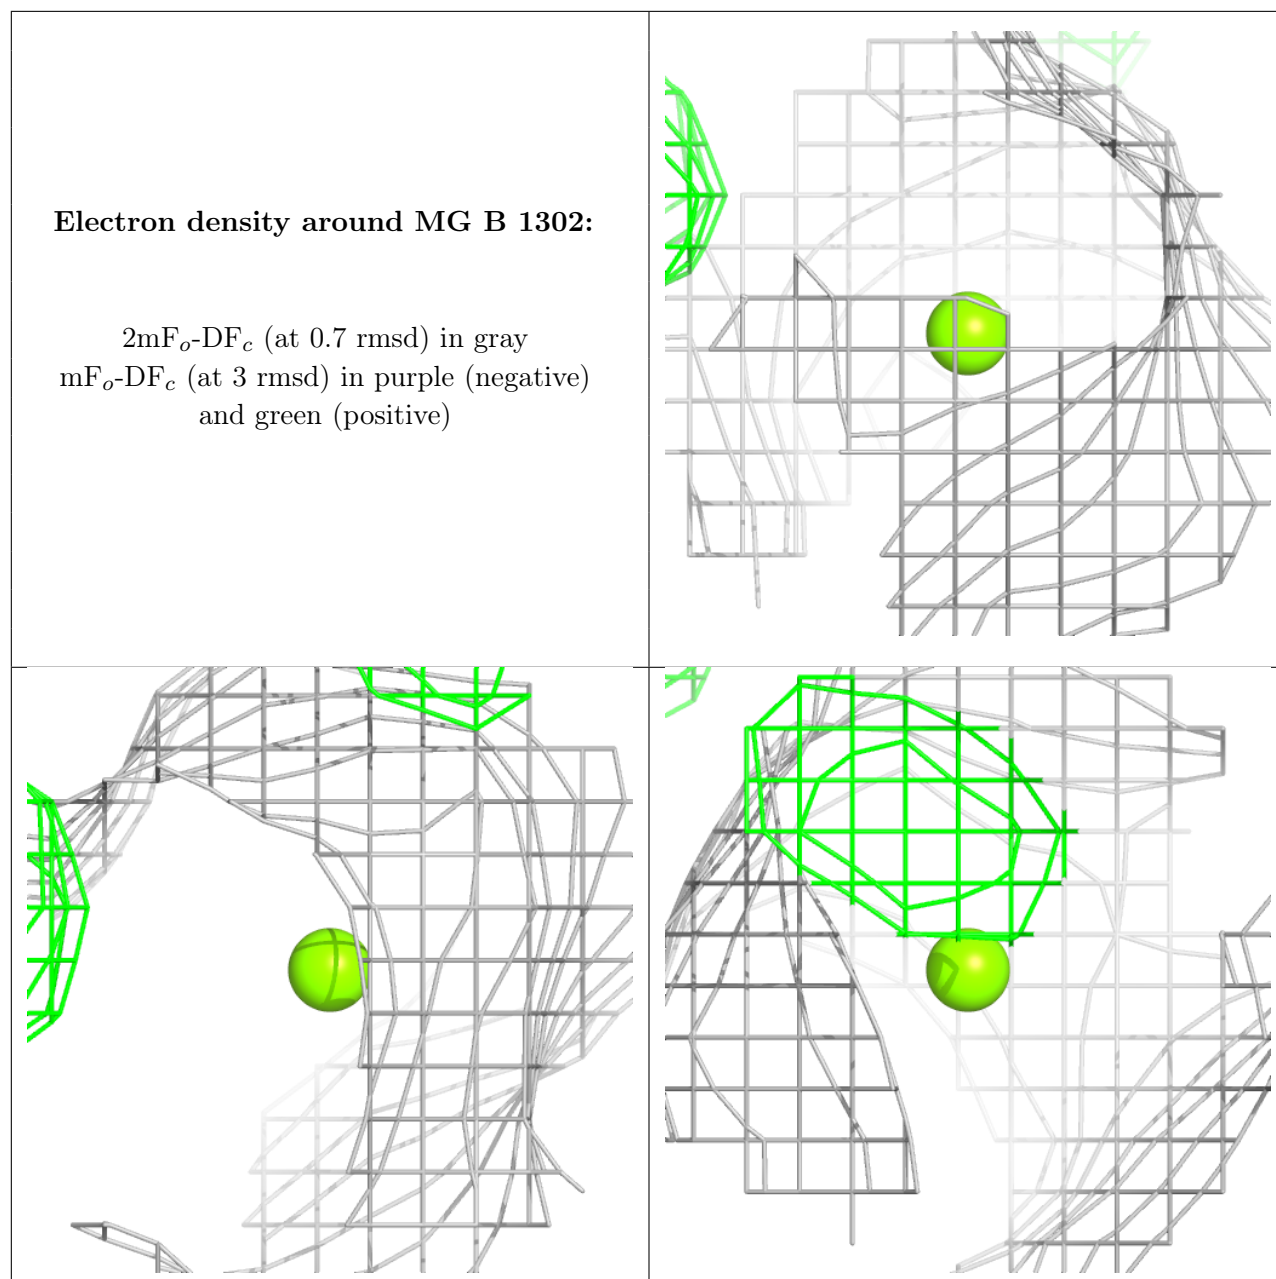 Electron density around MG B 1302:
2mFo-DFc (at 0.7 rmsd) in gray
mFo-DFc (at 3 rmsd) in purple (negative)
and green (positive)